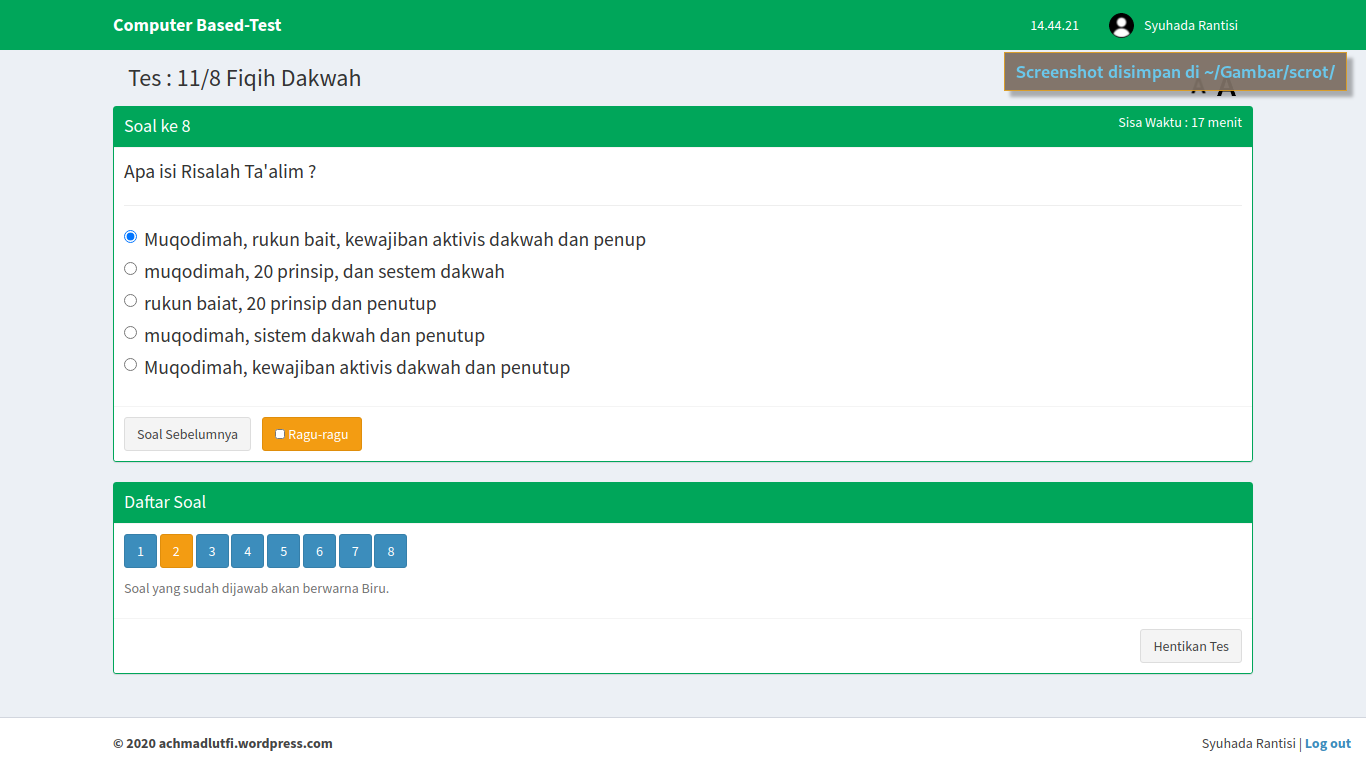 Computer Based-Test
14.44.21
Syuhada Rantisi
Tes : 11/8 Fiqih Dakwah
Screenshot disimpan di ~/Gambar/scrot/
A A
Soal ke 8
Sisa Waktu : 17 menit
Apa isi Risalah Ta'alim ?
Muqodimah, rukun bait, kewajiban aktivis dakwah dan penup
muqodimah, 20 prinsip, dan sestem dakwah
rukun baiat, 20 prinsip dan penutup
muqodimah, sistem dakwah dan penutup
Muqodimah, kewajiban aktivis dakwah dan penutup
Soal Sebelumnya
Ragu-ragu
Daftar Soal
1 2 3 4 5 6 7 8
Soal yang sudah dijawab akan berwarna Biru.
Hentikan Tes
© 2020 achmadlutfi.wordpress.com
Syuhada Rantisi | Log out